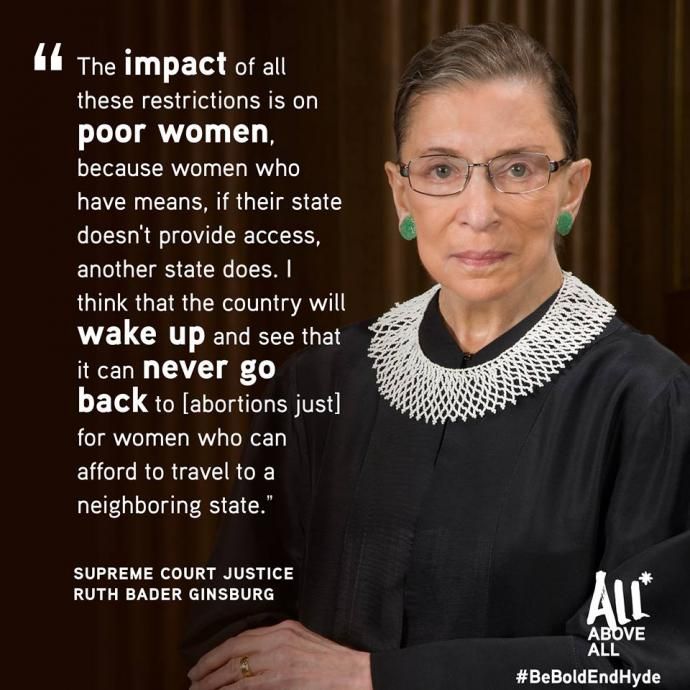 “ The impact of all
these restrictions is on
poor women,
because women who
have means, if their state
doesn't provide access,
another state does. I
think that the country will
wake up and see that
it can never go
back to [abortions just]
for women who can
afford to travel to a
neighboring state.”
SUPREME COURT JUSTICE
RUTH BADER GINSBURG
All*
ABOVE
ALL
#BeBoldEndHyde